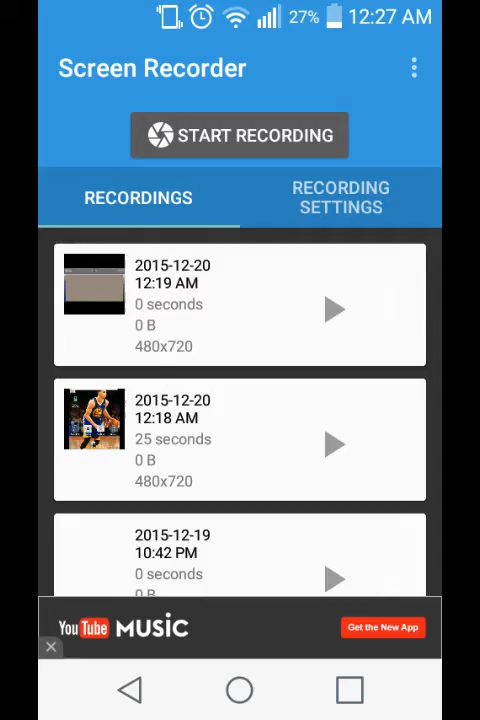 27% 12:27 AM
Screen Recorder
START RECORDING
RECORDINGS
RECORDING
SETTINGS
2015-12-20
12:19 AM
0 seconds
0 B
480x720
2015-12-20
12:18 AM
25 seconds
0 B
480x720
2015-12-19
10:42 PM
0 seconds
0 B
YouTube MUSIC
Get the New App